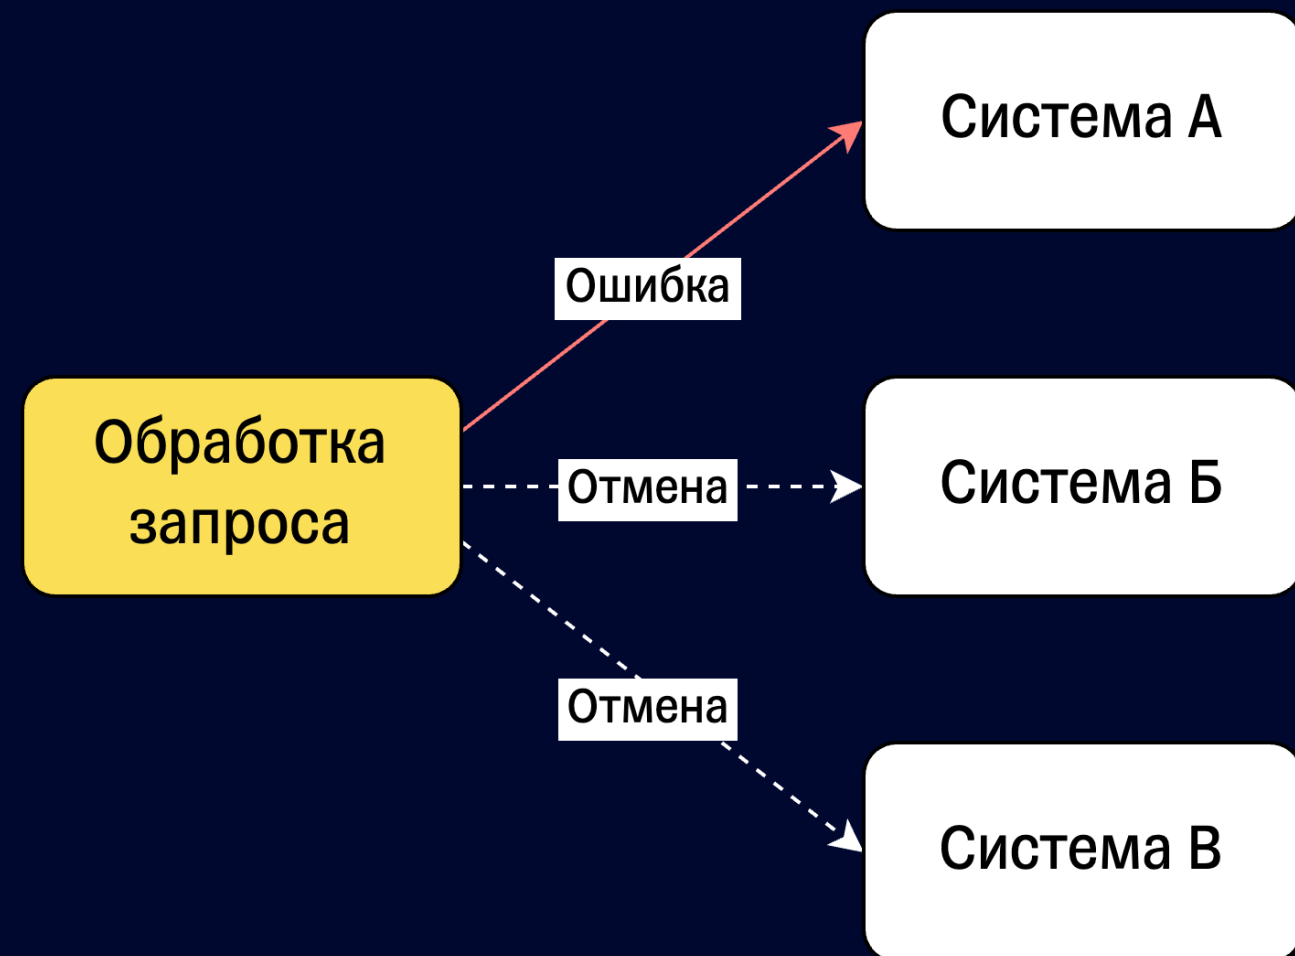 Система А
Ошибка
Обработка
запроса
Отмена
Система Б
Отмена
Система В